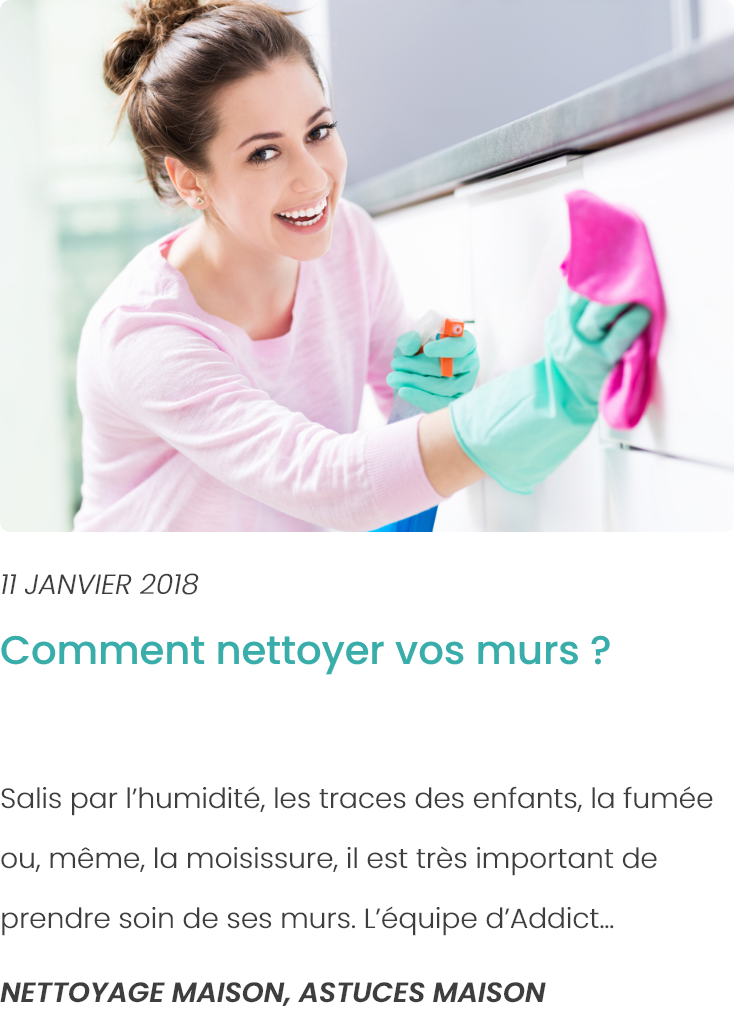 11 JANVIER 2018
Comment nettoyer vos murs ?
Salis par l’humidité, les traces des enfants, la fumée
ou, même, la moisissure, il est très important de
prendre soin de ses murs. L’équipe d’Addict...
NETTOYAGE MAISON, ASTUCES MAISON